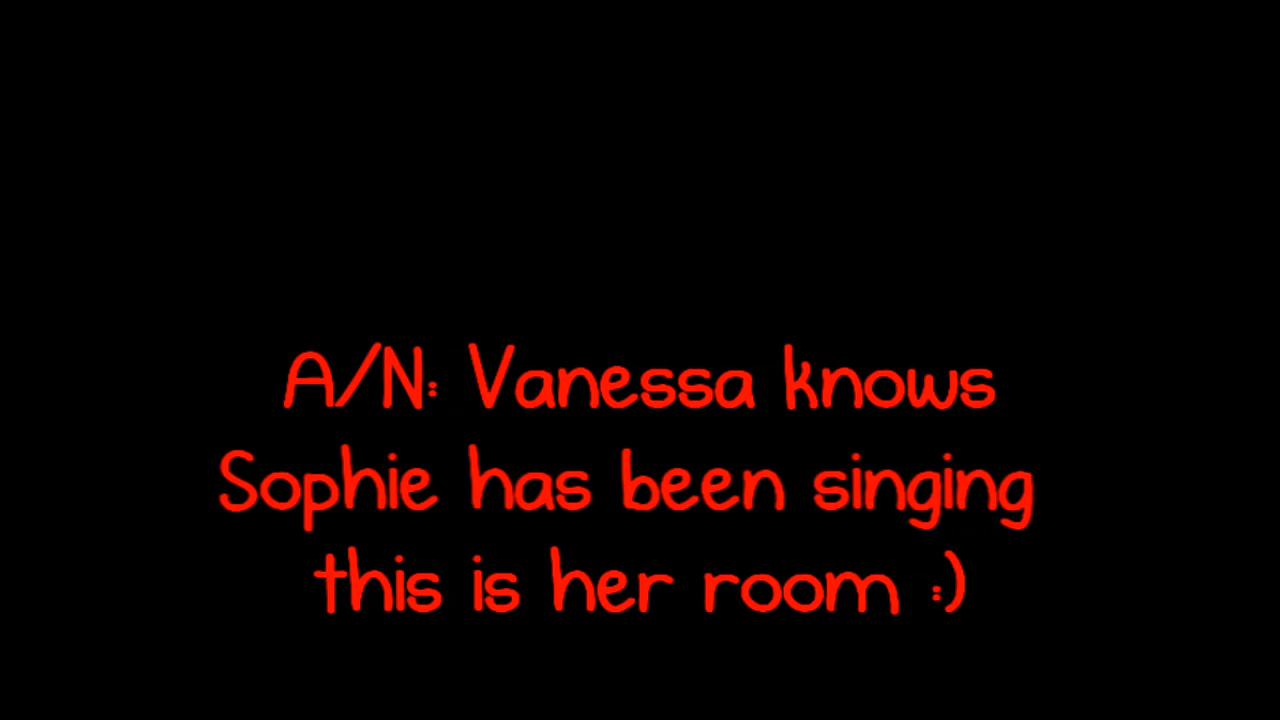 A/N: Vanessa knows
Sophie has been singing
this is her room :)